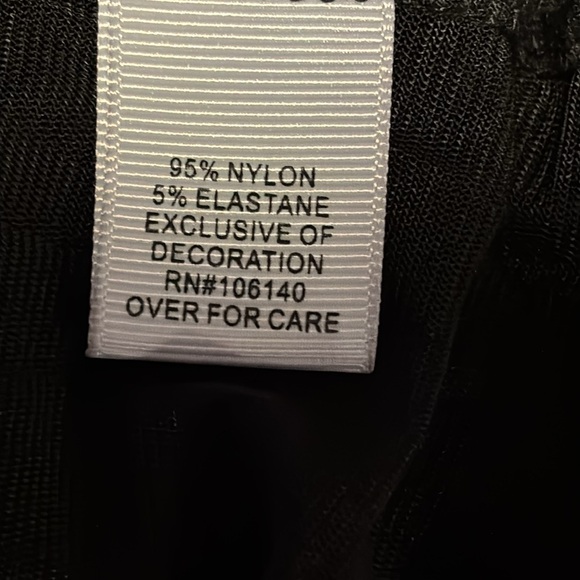 95% NYLON
5% ELASTANE
EXCLUSIVE OF
DECORATION
RN#106140
OVER FOR CARE